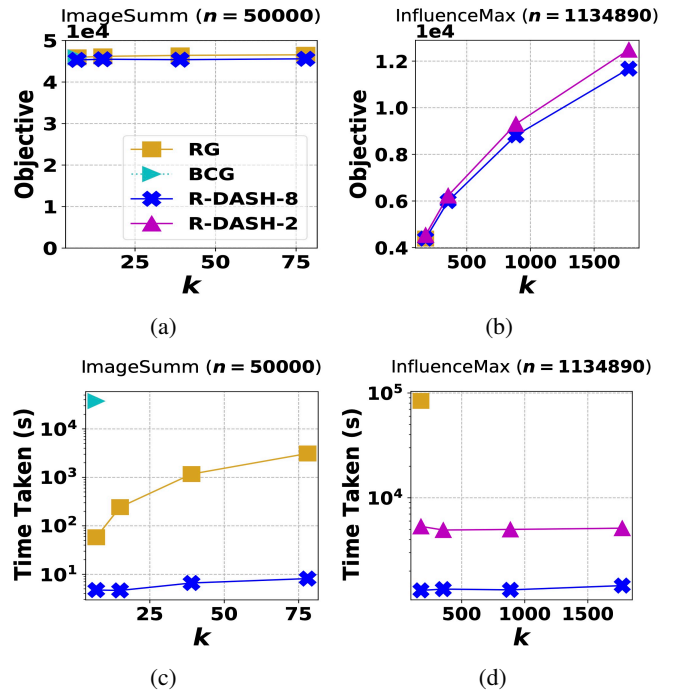 ImageSumm (n = 50000)
1e4
5
4
3
2
1
0
Objective
RG
BCG
R-DASH-8
R-DASH-2
25
50
75
k
(a)
InfluenceMax (n = 1134890)
1e4
1.2
1.0
0.8
0.6
0.4
Objective
500
1000
1500
k
(b)
ImageSumm (n = 50000)
10^4
10^3
10^2
10^1
Time Taken (s)
25
50
75
k
(c)
InfluenceMax (n = 1134890)
10^5
10^4
Time Taken (s)
500
1000
1500
k
(d)